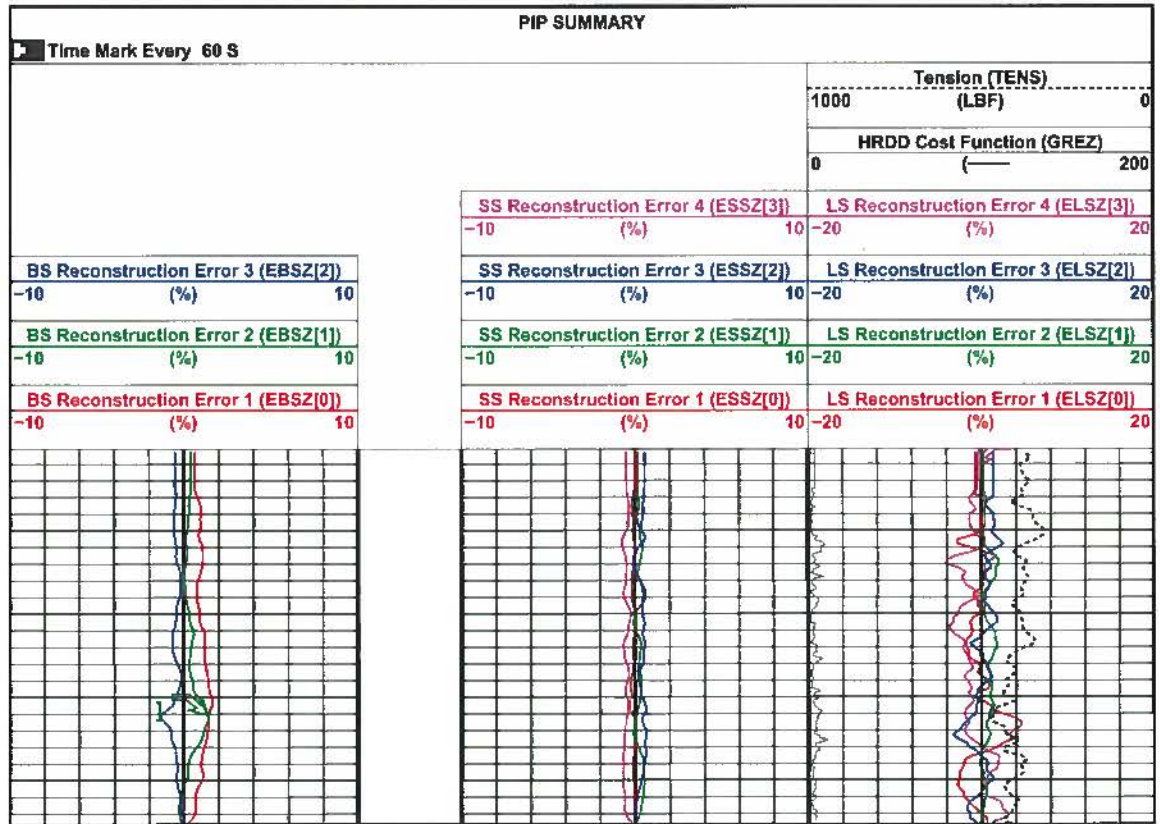 PIP SUMMARY
Time Mark Every 60 S
Tension (TENS)
1000 (LBF) 0
HRDD Cost Function (GREZ)
0 (—— 200
SS Reconstruction Error 4 (ESSZ[3]) LS Reconstruction Error 4 (ELSZ[3])
-10 (%) 10 -20 (%) 20
BS Reconstruction Error 3 (EBSZ[2]) SS Reconstruction Error 3 (ESSZ[2]) LS Reconstruction Error 3 (ELSZ[2])
-10 (%) 10 -10 (%) 10 -20 (%) 20
BS Reconstruction Error 2 (EBSZ[1]) SS Reconstruction Error 2 (ESSZ[1]) LS Reconstruction Error 2 (ELSZ[1])
-10 (%) 10 -10 (%) 10 -20 (%) 20
BS Reconstruction Error 1 (EBSZ[0]) SS Reconstruction Error 1 (ESSZ[0]) LS Reconstruction Error 1 (ELSZ[0])
-10 (%) 10 -10 (%) 10 -20 (%) 20
1